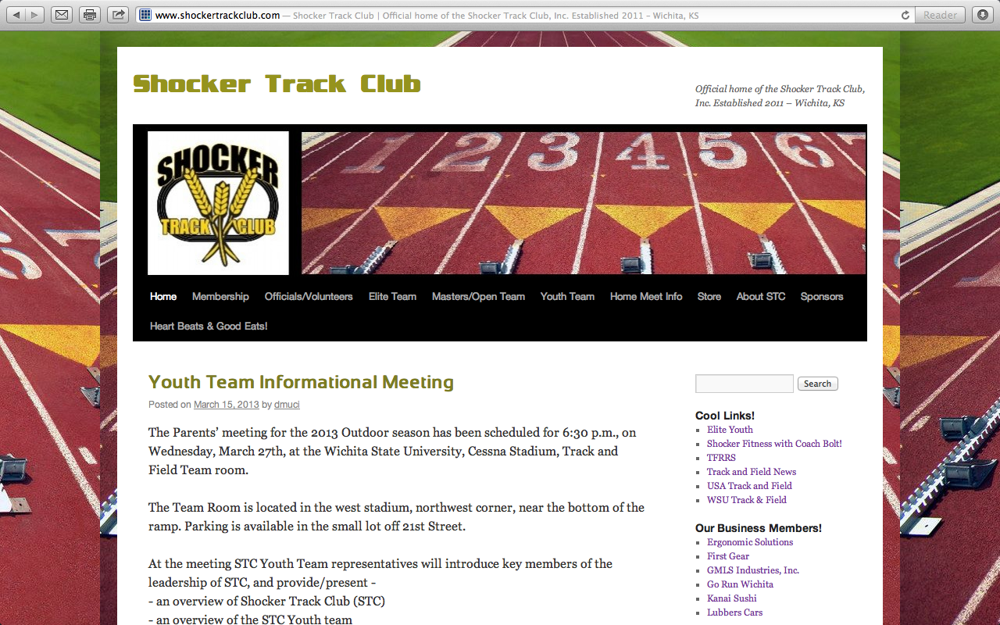 www.shockertrackclub.com — Shocker Track Club | Official home of the Shocker Track Club, Inc. Established 2011 - Wichita, KS
Reader
Shocker Track Club
Official home of the Shocker Track Club,
Inc. Established 2011 – Wichita, KS
SHOCKER
TRACK CLUB
1 2 3 4 5 6 7
Home Membership Officials/Volunteers Elite Team Masters/Open Team Youth Team Home Meet Info Store About STC Sponsors
Heart Beats & Good Eats!
Youth Team Informational Meeting
Posted on March 15, 2013 by dmuci
The Parents’ meeting for the 2013 Outdoor season has been scheduled for 6:30 p.m., on
Wednesday, March 27th, at the Wichita State University, Cessna Stadium, Track and
Field Team room.
The Team Room is located in the west stadium, northwest corner, near the bottom of the
ramp. Parking is available in the small lot off 21st Street.
At the meeting STC Youth Team representatives will introduce key members of the
leadership of STC, and provide/present -
- an overview of Shocker Track Club (STC)
- an overview of the STC Youth team
Search
Cool Links!
Elite Youth
Shocker Fitness with Coach Bolt!
TFRRS
Track and Field News
USA Track and Field
WSU Track & Field
Our Business Members!
Ergonomic Solutions
First Gear
GMLS Industries, Inc.
Go Run Wichita
Kanai Sushi
Lubbers Cars